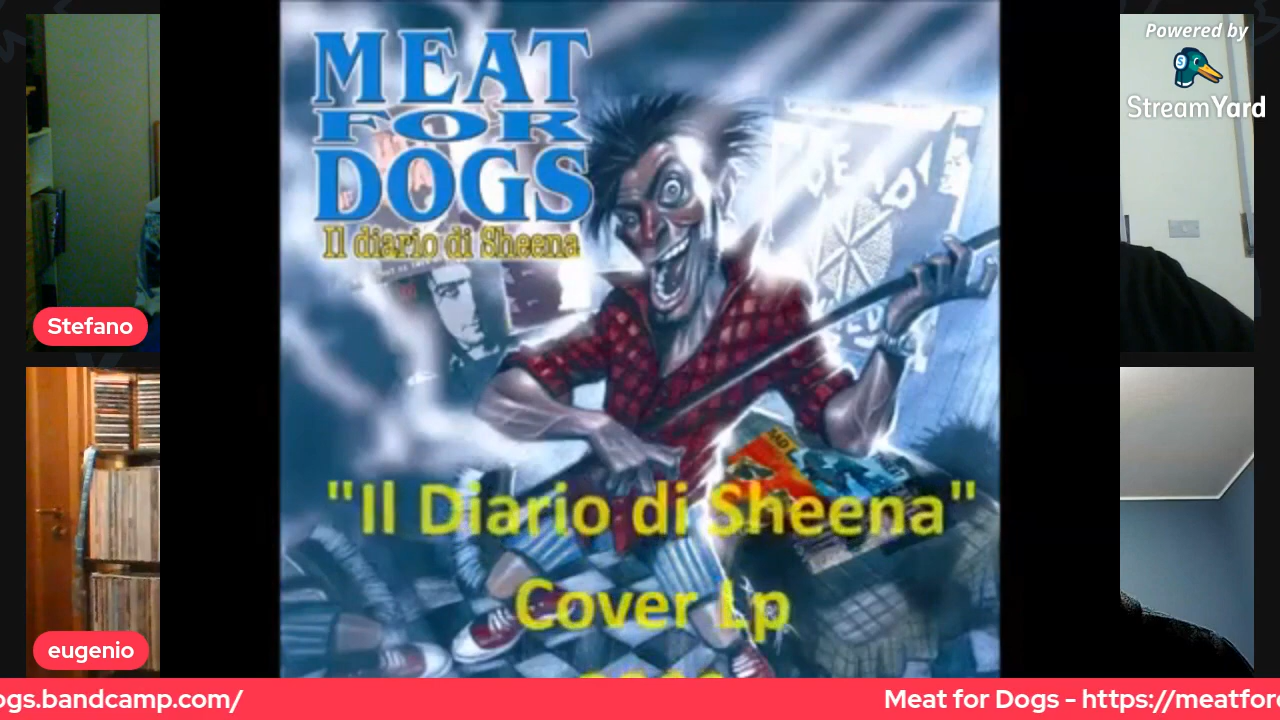 MEAT
FOR
DOGS
Il diario di Sheena
"Il Diario di Sheena"
Cover Lp
Powered by
StreamYard
Stefano
eugenio
ogs.bandcamp.com/
Meat for Dogs - https://meatford